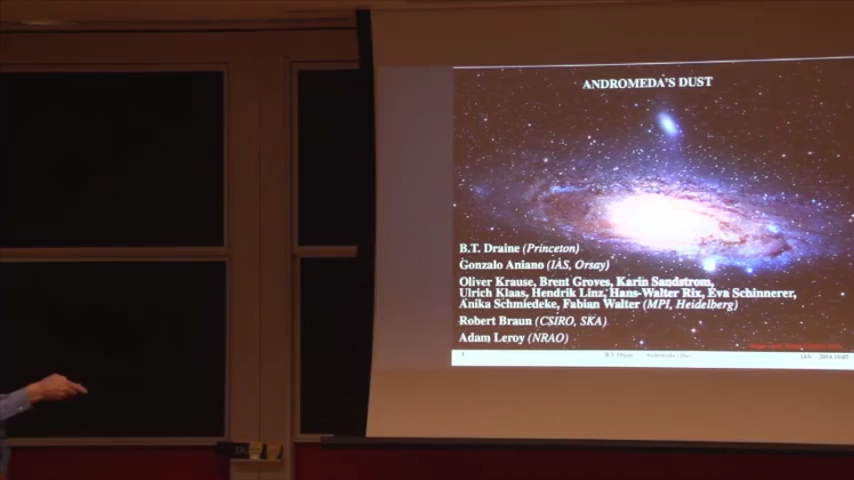 ANDROMEDA'S DUST
B.T. Draine (Princeton)
Gonzalo Aniano (IAS, Orsay)
Oliver Krause, Brent Groves, Karin Sandstrom,
Ulrich Klaas, Hendrik Linz, Hans-Walter Rix, Eva Schinnerer,
Anika Schmiedeke, Fabian Walter (MPI, Heidelberg)
Robert Braun (CSIRO, SKA)
Adam Leroy (NRAO)
B.T. Draine Andromeda's Dust IAS